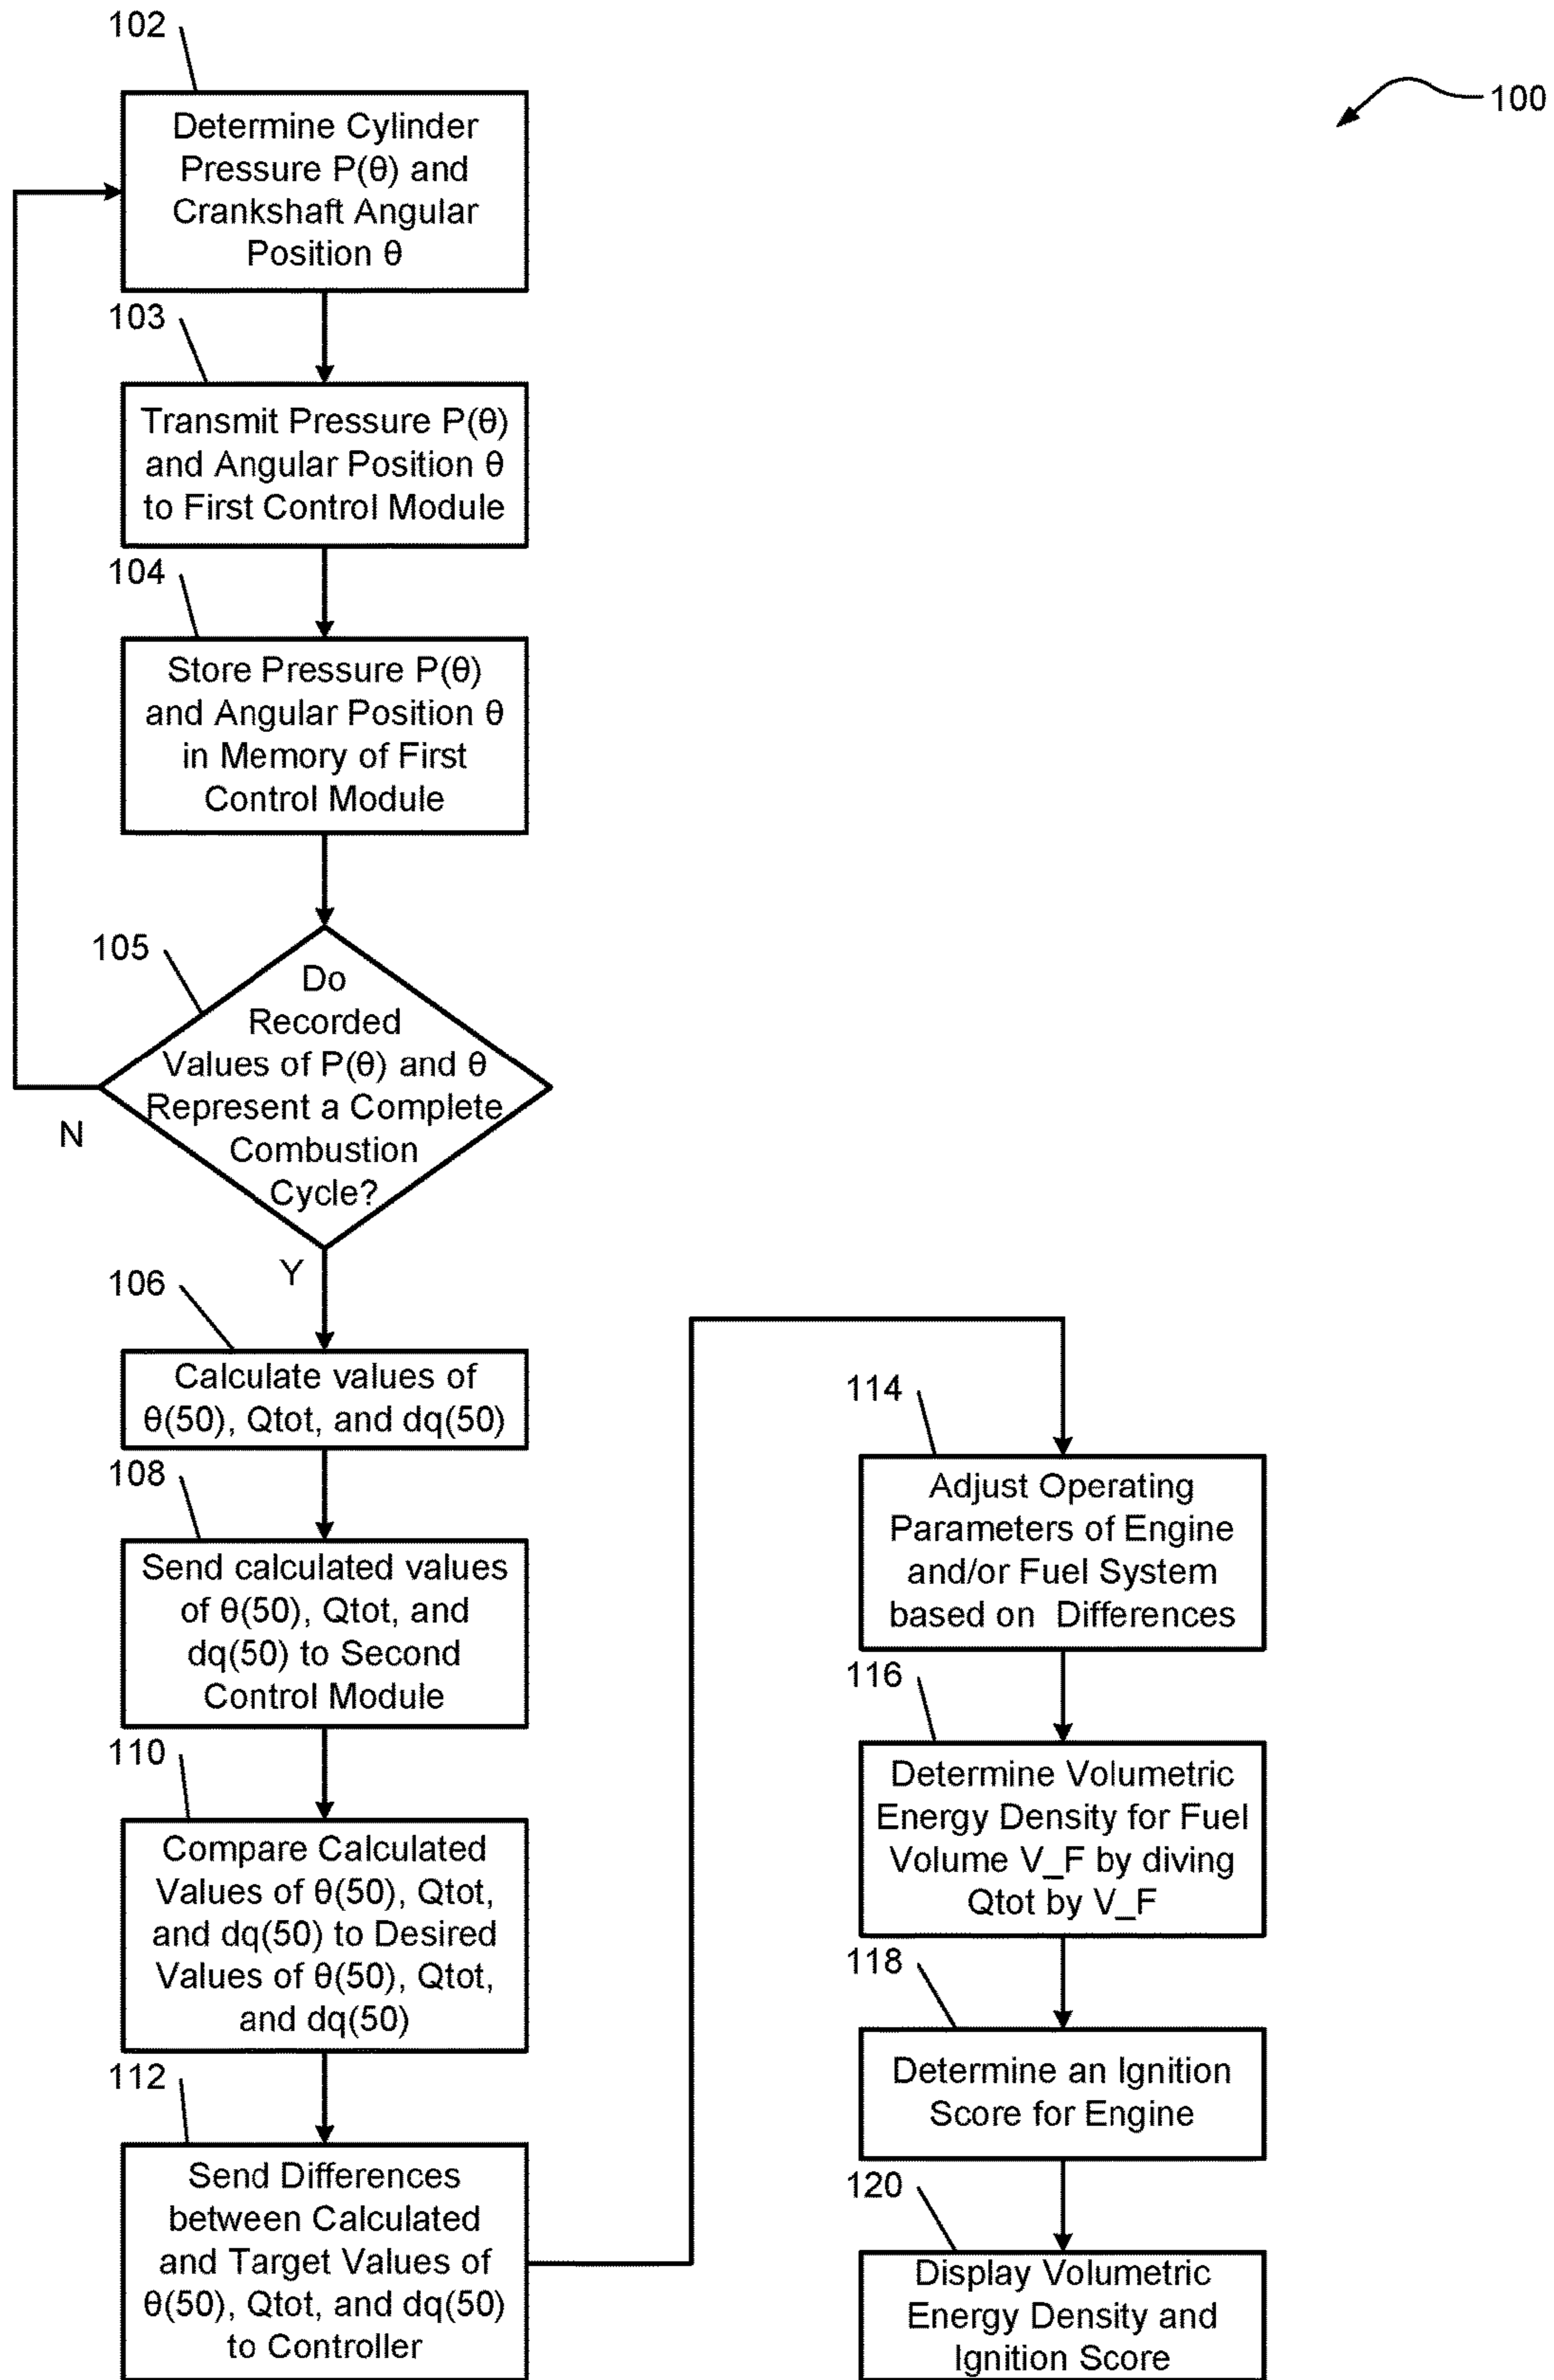 102
100
Determine Cylinder
Pressure P(θ) and
Crankshaft Angular
Position θ
103
Transmit Pressure P(θ)
and Angular Position θ
to First Control Module
104
Store Pressure P(θ)
and Angular Position θ
in Memory of First
Control Module
105
Do
Recorded
Values of P(θ) and θ
Represent a Complete
Combustion
Cycle?
N
Y
106
Calculate values of
θ(50), Qtot, and dq(50)
108
Send calculated values
of θ(50), Qtot, and
dq(50) to Second
Control Module
110
Compare Calculated
Values of θ(50), Qtot,
and dq(50) to Desired
Values of θ(50), Qtot,
and dq(50)
112
Send Differences
between Calculated
and Target Values of
θ(50), Qtot, and dq(50)
to Controller
114
Adjust Operating
Parameters of Engine
and/or Fuel System
based on Differences
116
Determine Volumetric
Energy Density for Fuel
Volume V_F by diving
Qtot by V_F
118
Determine an Ignition
Score for Engine
120
Display Volumetric
Energy Density and
Ignition Score